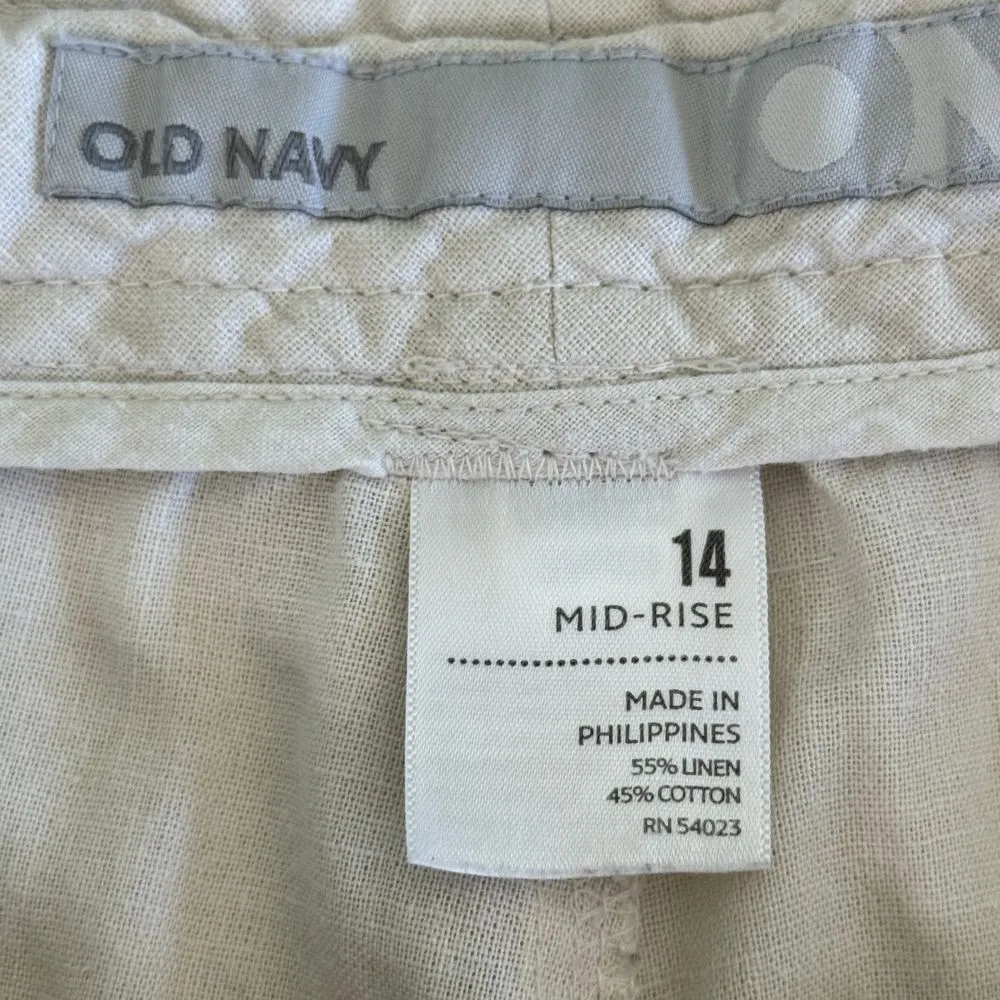 OLD NAVY
ON
14
MID-RISE
MADE IN
PHILIPPINES
55% LINEN
45% COTTON
RN 54023